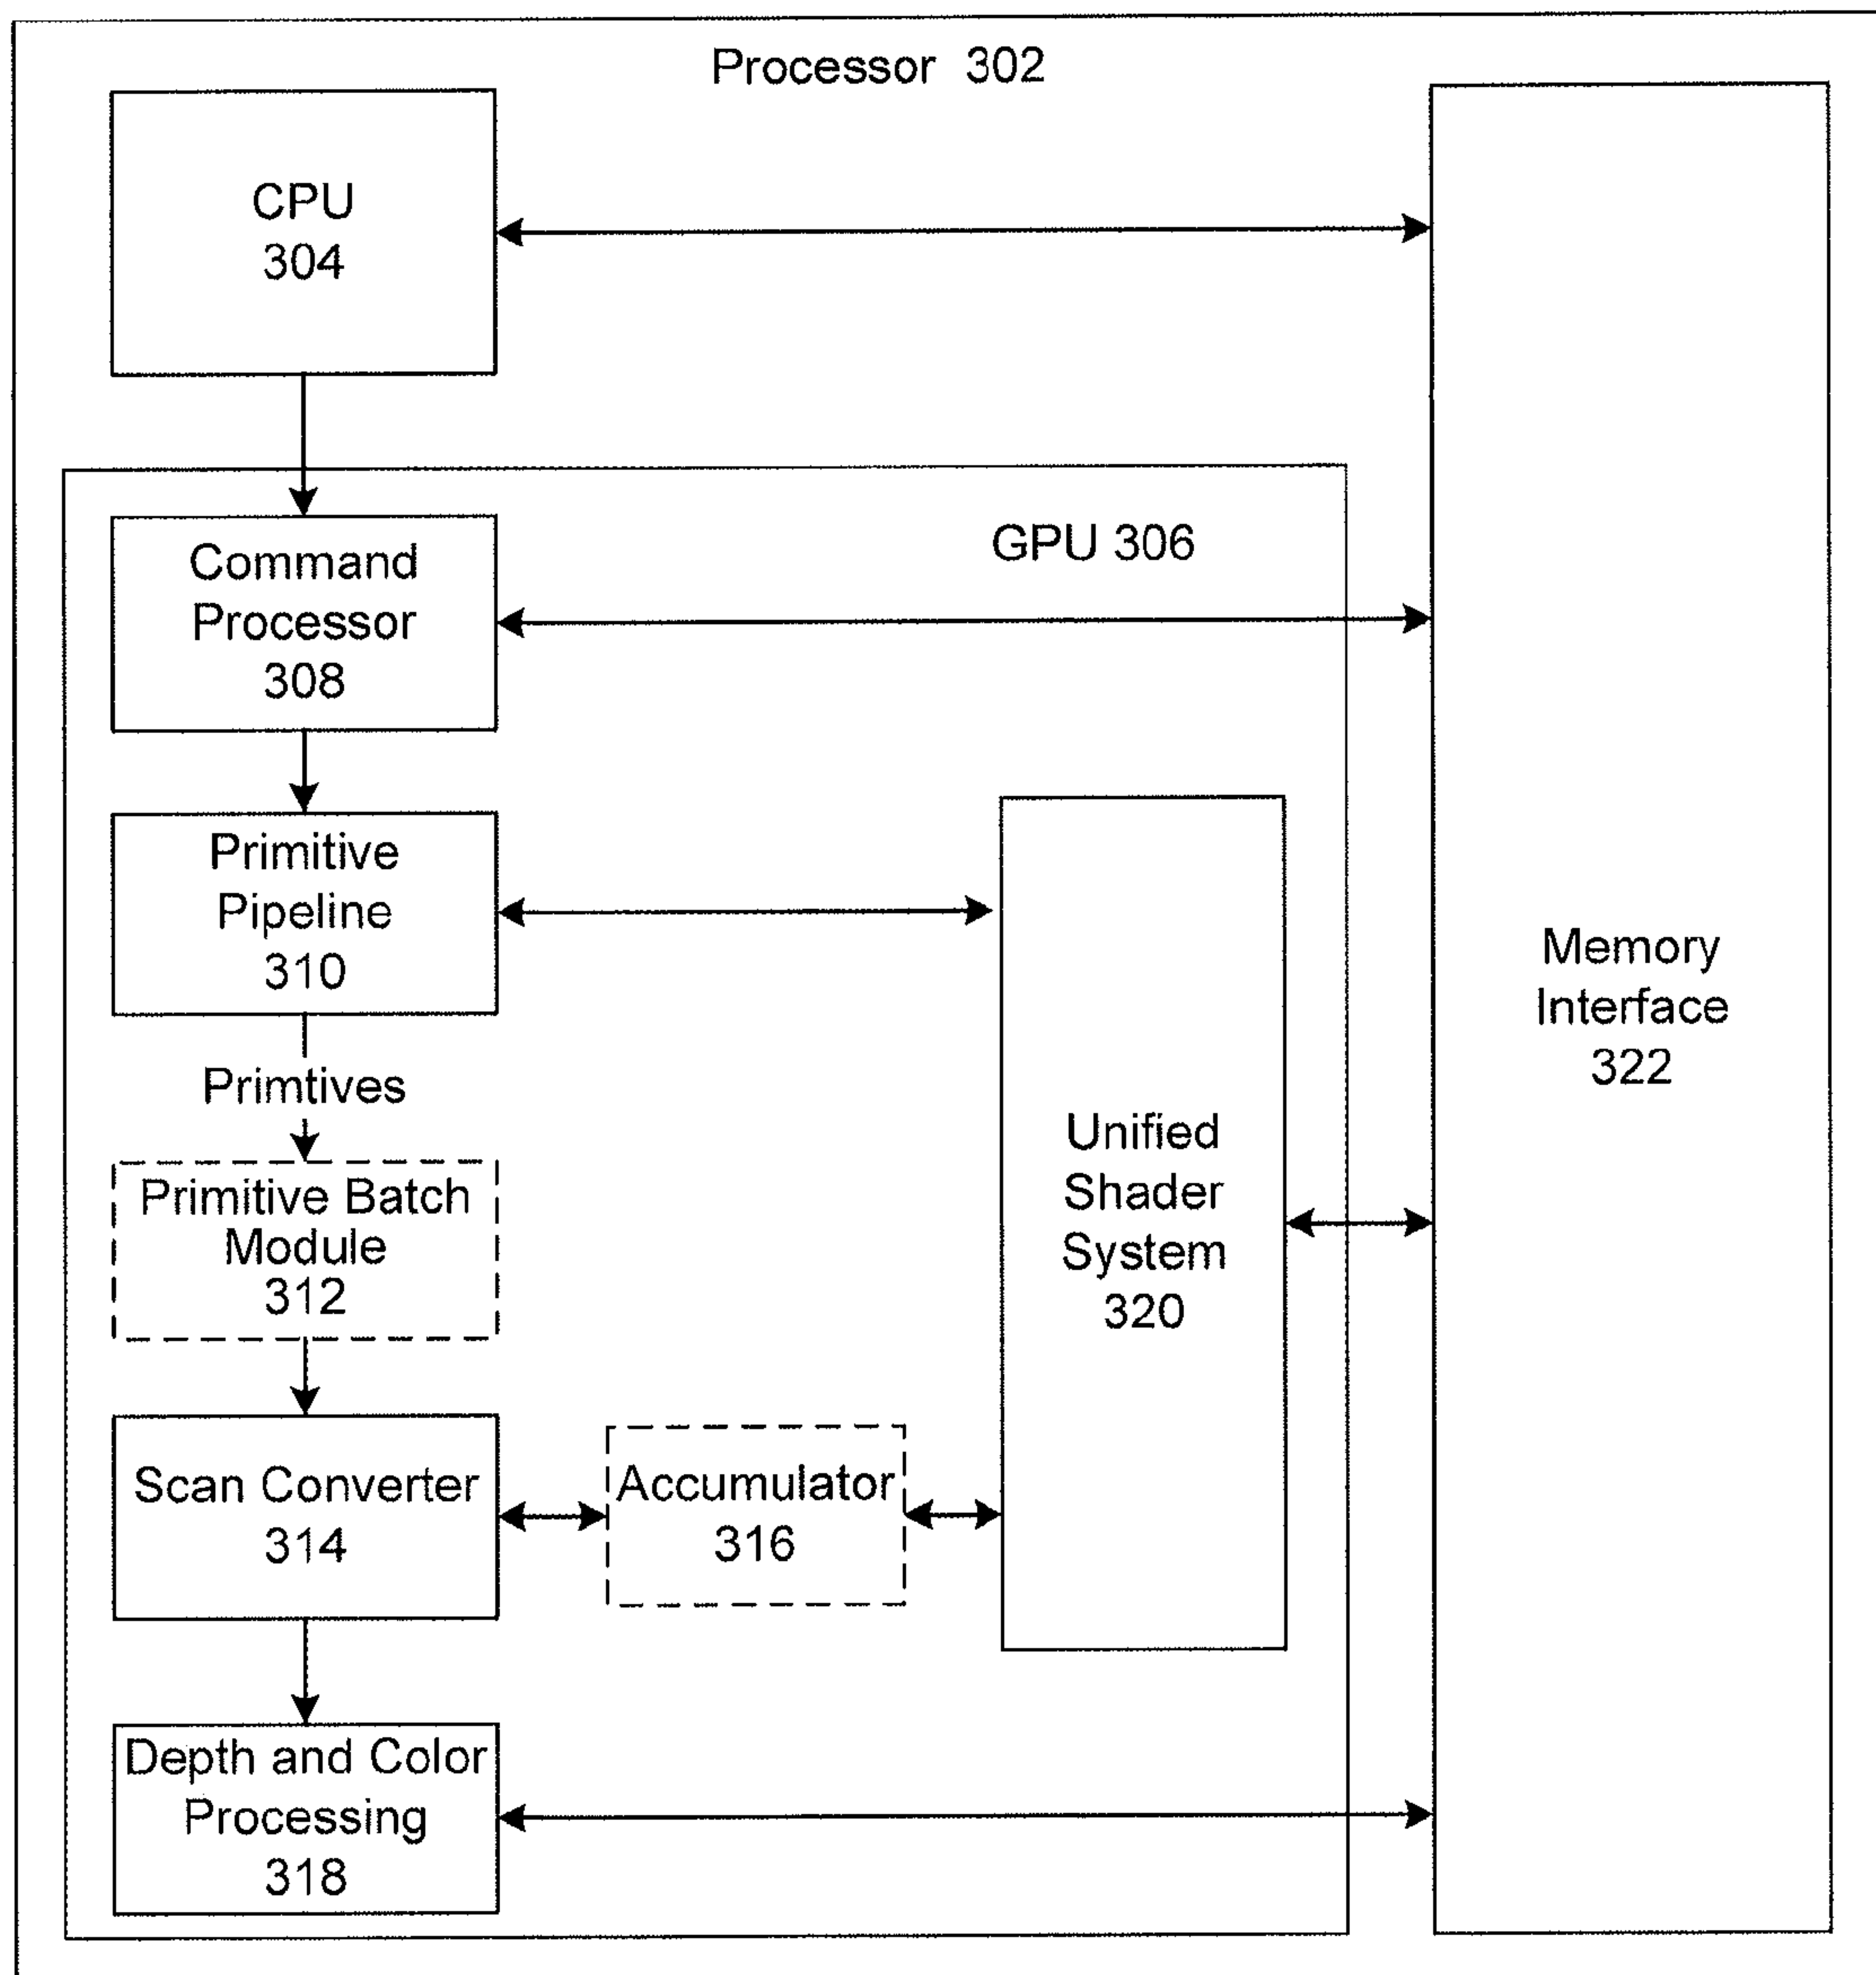 Processor 302
CPU
304
GPU 306
Command
Processor
308
Primitive
Pipeline
310
Primtives
Primitive Batch
Module
312
Scan Converter
314
Accumulator
316
Depth and Color
Processing
318
Unified
Shader
System
320
Memory
Interface
322